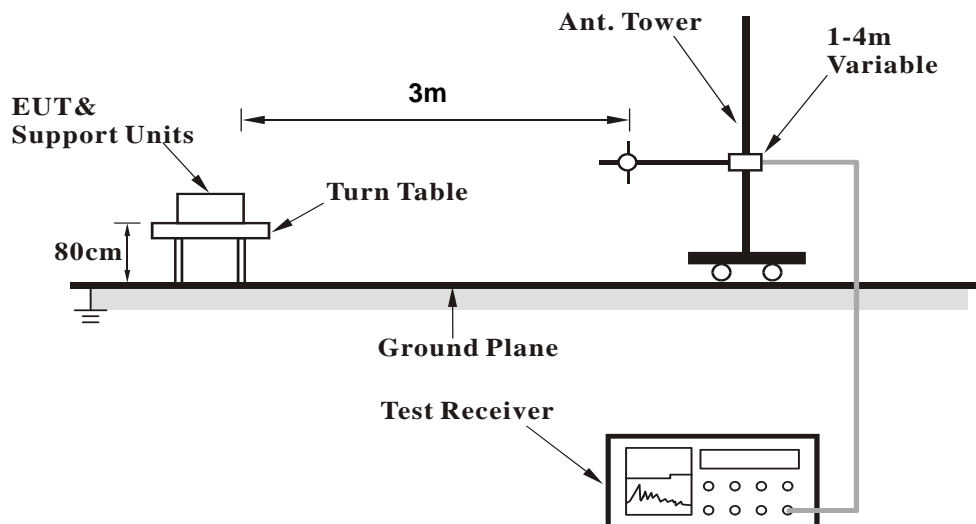 Ant. Tower
1-4m
Variable
3m
EUT&
Support Units
Turn Table
80cm
Ground Plane
Test Receiver